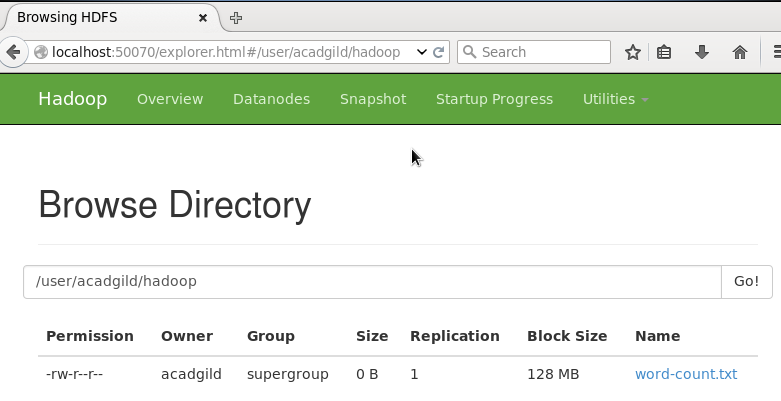 Browsing HDFS
localhost:50070/explorer.html#/user/acadgild/hadoop Search
Hadoop Overview Datanodes Snapshot Startup Progress Utilities
Browse Directory
/user/acadgild/hadoop Go!
Permission Owner Group Size Replication Block Size Name
-rw-r--r-- acadgild supergroup 0 B 1 128 MB word-count.txt